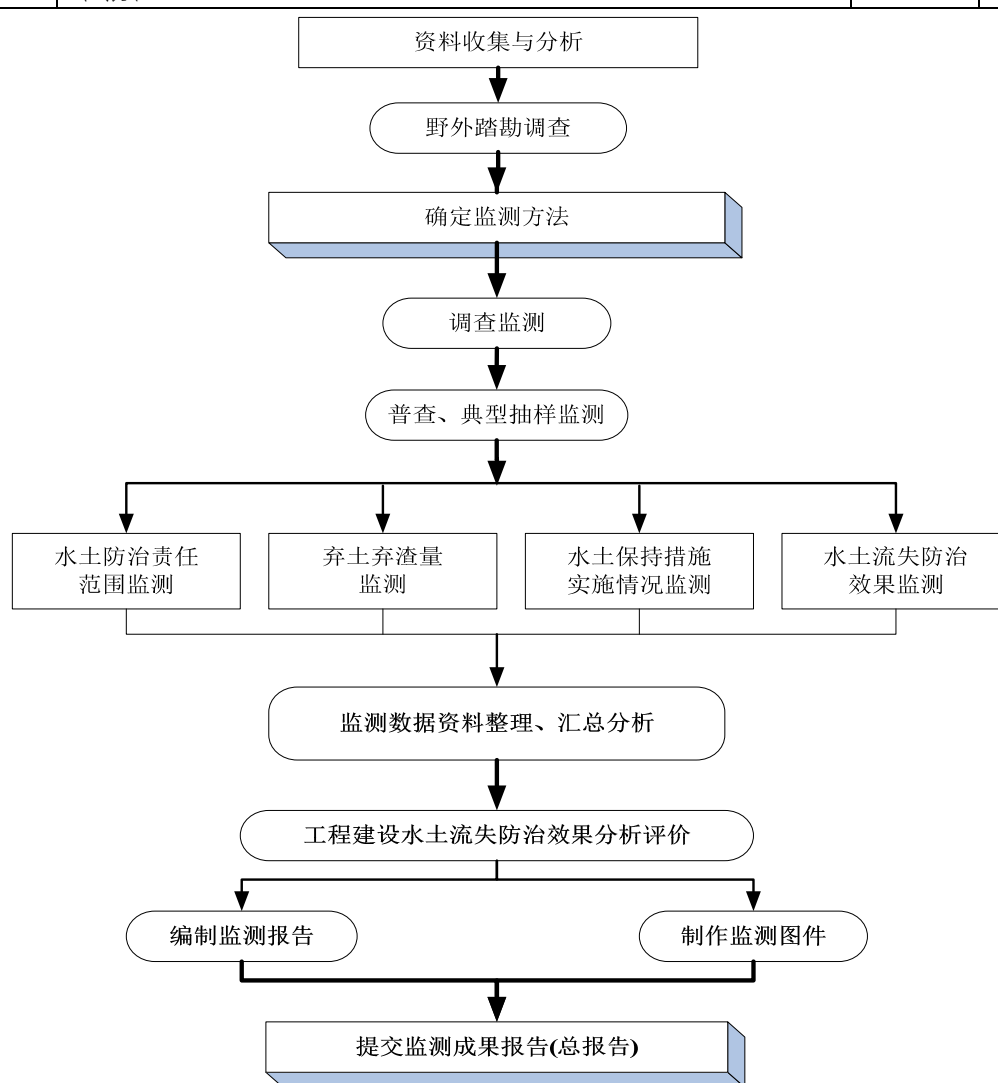 资料收集与分析
野外踏勘调查
确定监测方法
调查监测
普查、典型抽样监测
水土防治责任
范围监测
弃土弃渣量
监测
水土保持措施
实施情况监测
水土流失防治
效果监测
监测数据资料整理、汇总分析
工程建设水土流失防治效果分析评价
编制监测报告
制作监测图件
提交监测成果报告(总报告)